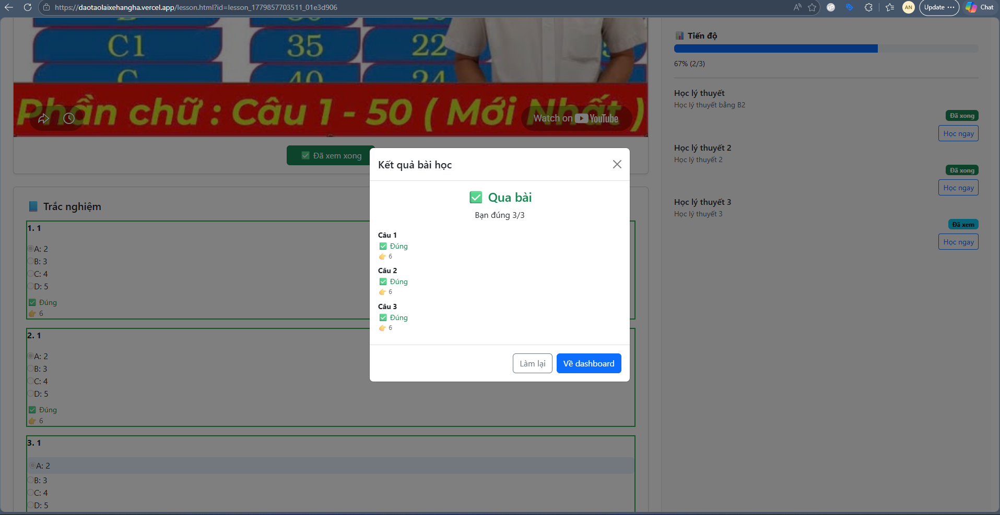 https://daotaolaixehangha.vercel.app/lesson.html?id=lesson_1779857703511_01e3d906
AN
Update
Chat
C1 35 22
C 40 24
Phần chữ : Câu 1 - 50 ( Mới Nhất )
Watch on YouTube
✅ Đã xem xong
📘 Trắc nghiệm
1. 1
A: 2
B: 3
C: 4
D: 5
✅ Đúng
👉 6
2. 1
A: 2
B: 3
C: 4
D: 5
✅ Đúng
👉 6
3. 1
A: 2
B: 3
C: 4
D: 5
Kết quả bài học
✅ Qua bài
Bạn đúng 3/3
Câu 1
✅ Đúng
👉 6
Câu 2
✅ Đúng
👉 6
Câu 3
✅ Đúng
👉 6
Làm lại
Về dashboard
📊 Tiến độ
67% (2/3)
Học lý thuyết
Học lý thuyết bằng B2
Đã xong
Học ngay
Học lý thuyết 2
Học lý thuyết 2
Đã xong
Học ngay
Học lý thuyết 3
Học lý thuyết 3
Đã xem
Học ngay